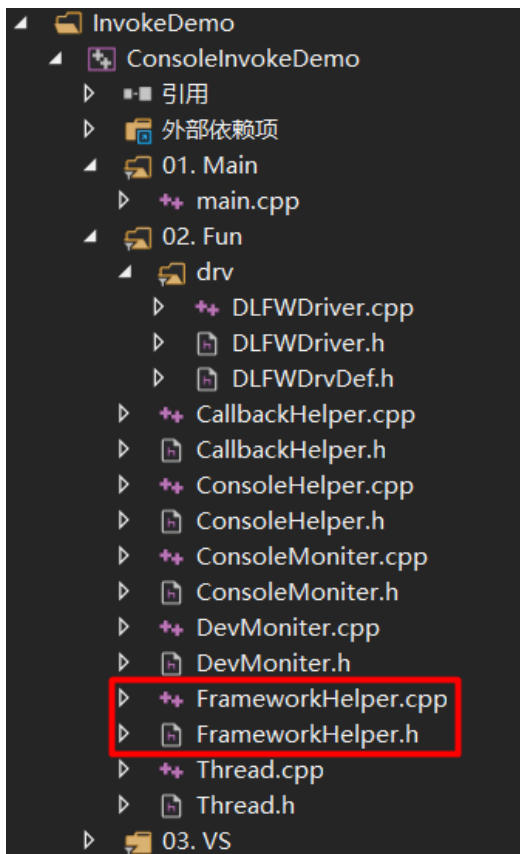 InvokeDemo
ConsoleInvokeDemo
引用
外部依赖项
01. Main
main.cpp
02. Fun
drv
DLFWDriver.cpp
DLFWDriver.h
DLFWDrvDef.h
CallbackHelper.cpp
CallbackHelper.h
ConsoleHelper.cpp
ConsoleHelper.h
ConsoleMoniter.cpp
ConsoleMoniter.h
DevMoniter.cpp
DevMoniter.h
FrameworkHelper.cpp
FrameworkHelper.h
Thread.cpp
Thread.h
03. VS